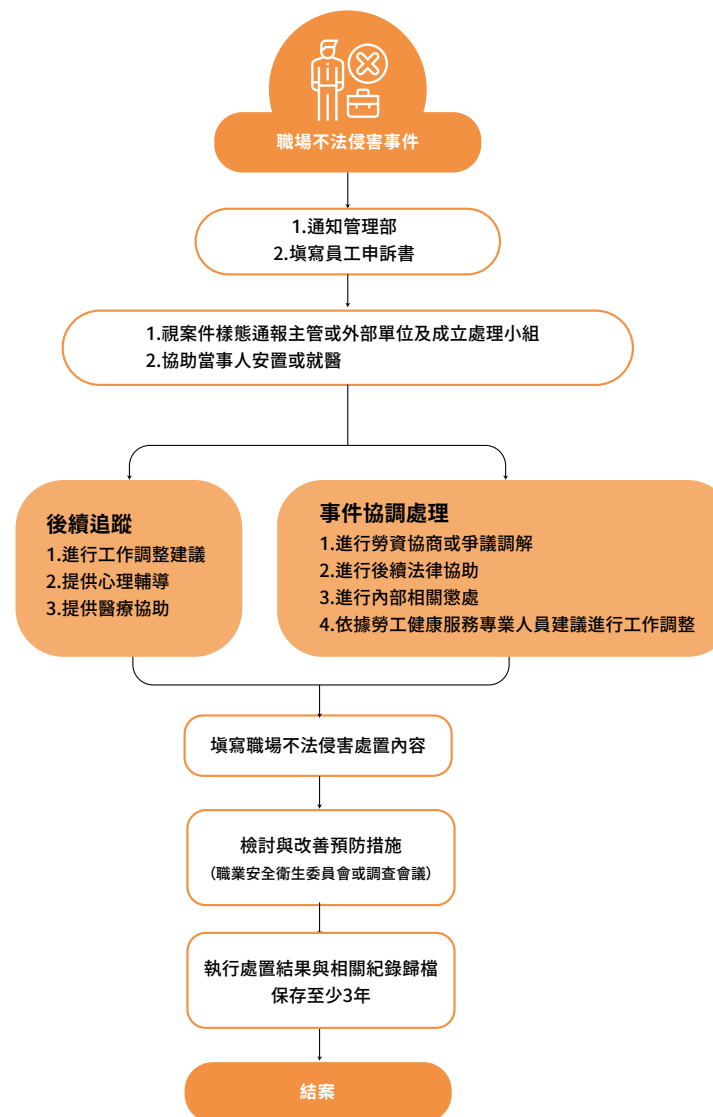 職場不法侵害事件
1.通知管理部
2.填寫員工申訴書
1.視案件樣態通報主管或外部單位及成立處理小組
2.協助當事人安置或就醫
後續追蹤
1.進行工作調整建議
2.提供心理輔導
3.提供醫療協助
事件協調處理
1.進行勞資協商或爭議調解
2.進行後續法律協助
3.進行內部相關懲處
4.依據勞工健康服務專業人員建議進行工作調整
填寫職場不法侵害處置內容
檢討與改善預防措施
（職業安全衛生委員會或調查會議）
執行處置結果與相關紀錄歸檔
保存至少3年
結案